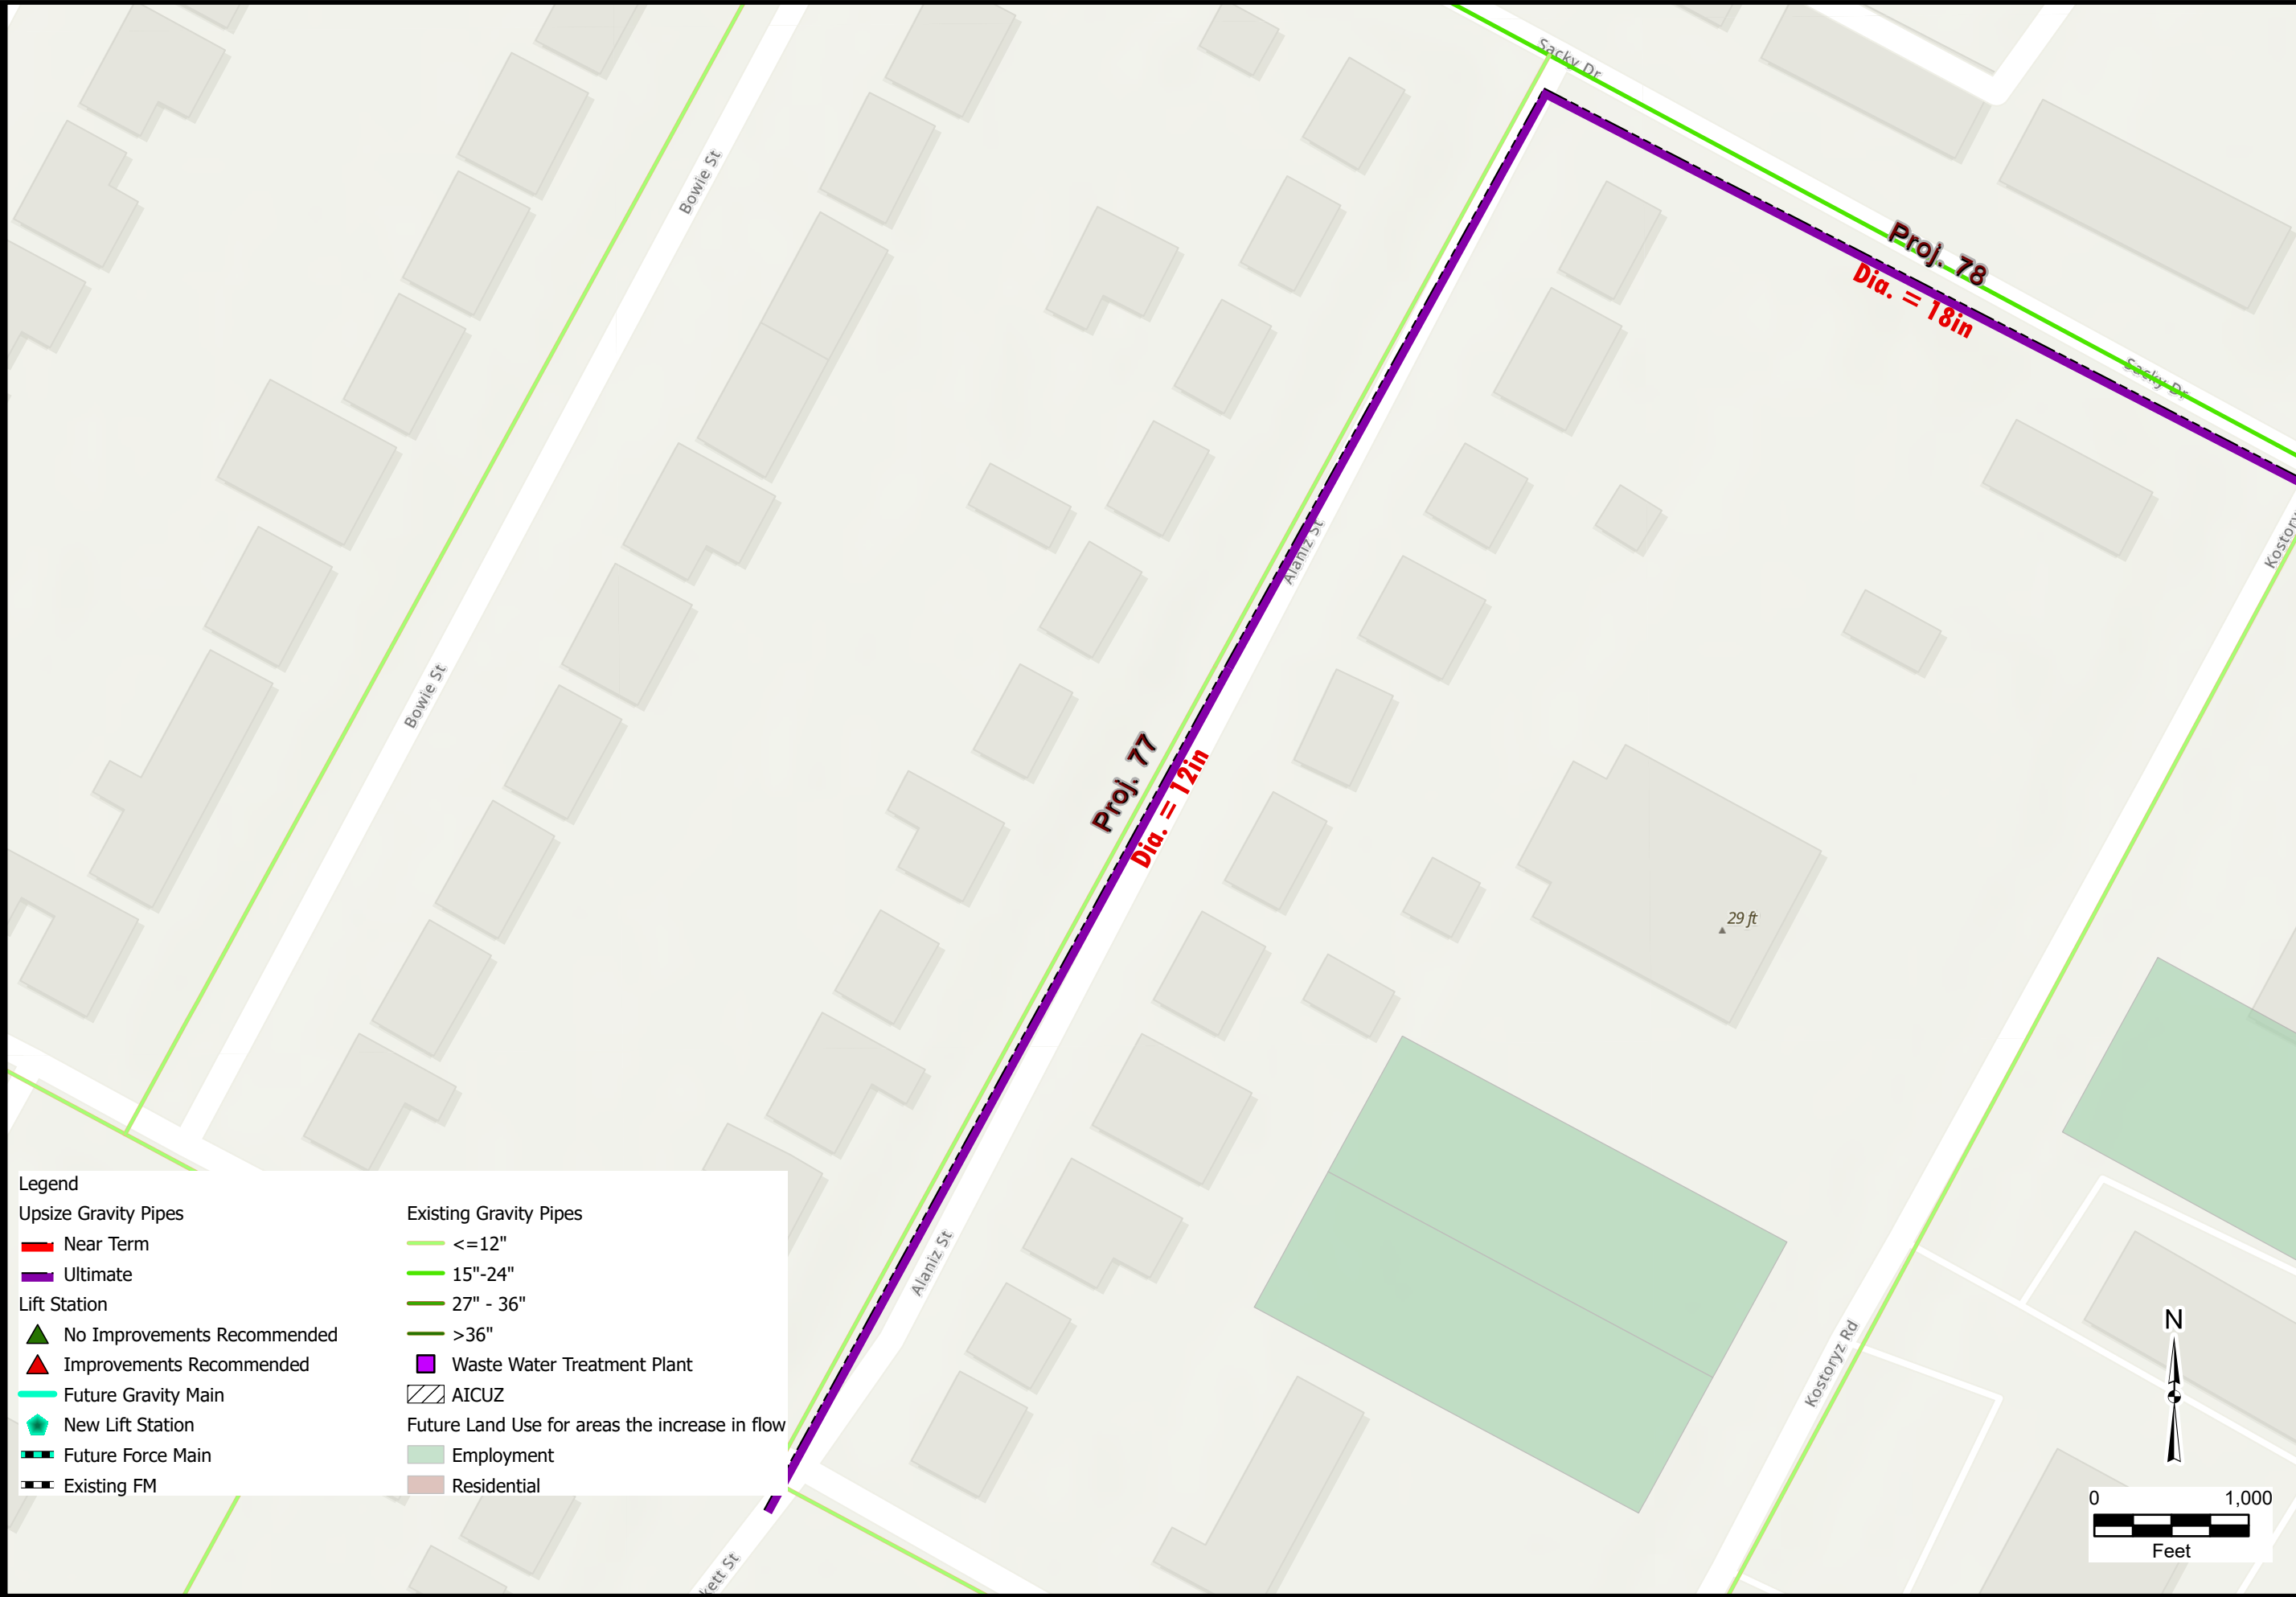 Sacky Dr
Bowie St
Proj. 78
Dia. = 18in
Sacky Dr
Alaniz St
Bowie St
Proj. 77
Dia. = 12in
29 ft
Alaniz St
Kostoryz Rd
Legend
Upsize Gravity Pipes
Near Term
Ultimate
Lift Station
No Improvements Recommended
Improvements Recommended
Future Gravity Main
New Lift Station
Future Force Main
Existing FM
Existing Gravity Pipes
<=12"
15"-24"
27" - 36"
>36"
Waste Water Treatment Plant
AICUZ
Future Land Use for areas the increase in flow
Employment
Residential
N
0 1,000
Feet
kett St